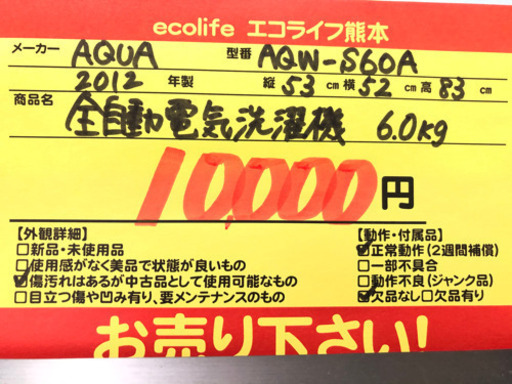 ecolife エコライフ熊本
メーカー AQUA 型番 AQW-S60A
2012 年製 縦 53 cm 横 52 cm 高 83 cm
商品名 全自動電気洗濯機 6.0kg
10,000円
【外観詳細】 【動作・付属品】
□新品・未使用品 ☑正常動作(2週間補償)
□使用感がなく美品で状態が良いもの □一部不具合
☑傷汚れはあるが中古品として使用可能なもの □動作不良(ジャンク品)
□目立つ傷や凹み有り、要メンテナンスのもの ☑欠品なし□欠品有り
お売り下さい!